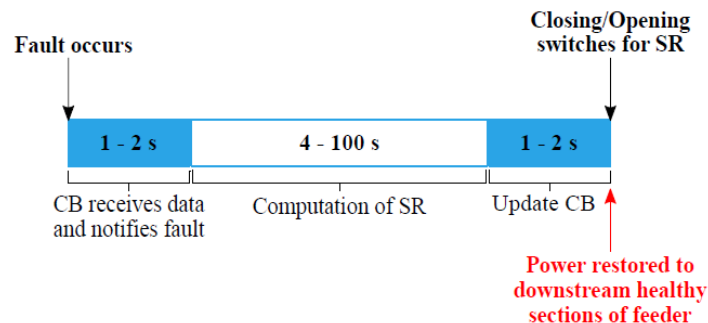 Fault occurs
Closing/Opening
switches for SR
1 - 2 s
4 - 100 s
1 - 2 s
CB receives data
and notifies fault
Computation of SR
Update CB
Power restored to
downstream healthy
sections of feeder